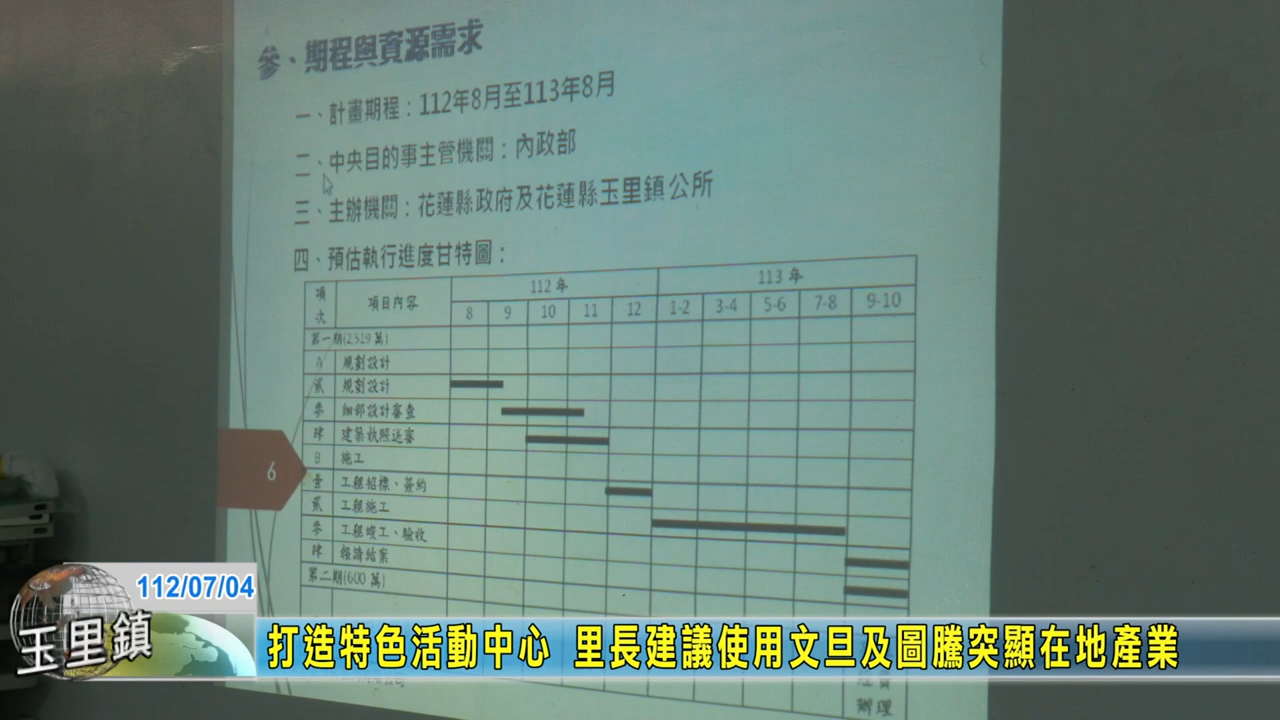 參、期程與資源需求
一、計畫期程：112年8月至113年8月
二、中央目的事主管機關：內政部
三、主辦機關：花蓮縣政府及花蓮縣玉里鎮公所
四、預估執行進度甘特圖：
項次 項目內容 112年 113年
8 9 10 11 12 1-2 3-4 5-6 7-8 9-10
第一期(2,519萬)
A 規劃設計
貳 規劃設計
參 細部設計審查
肆 建築執照送審
B 施工
壹 工程招標、簽約
貳 工程施工
參 工程竣工、驗收
肆 報請結案
第二期(600萬)
6
辦理
112/07/04
玉里鎮
打造特色活動中心 里長建議使用文旦及圖騰突顯在地產業